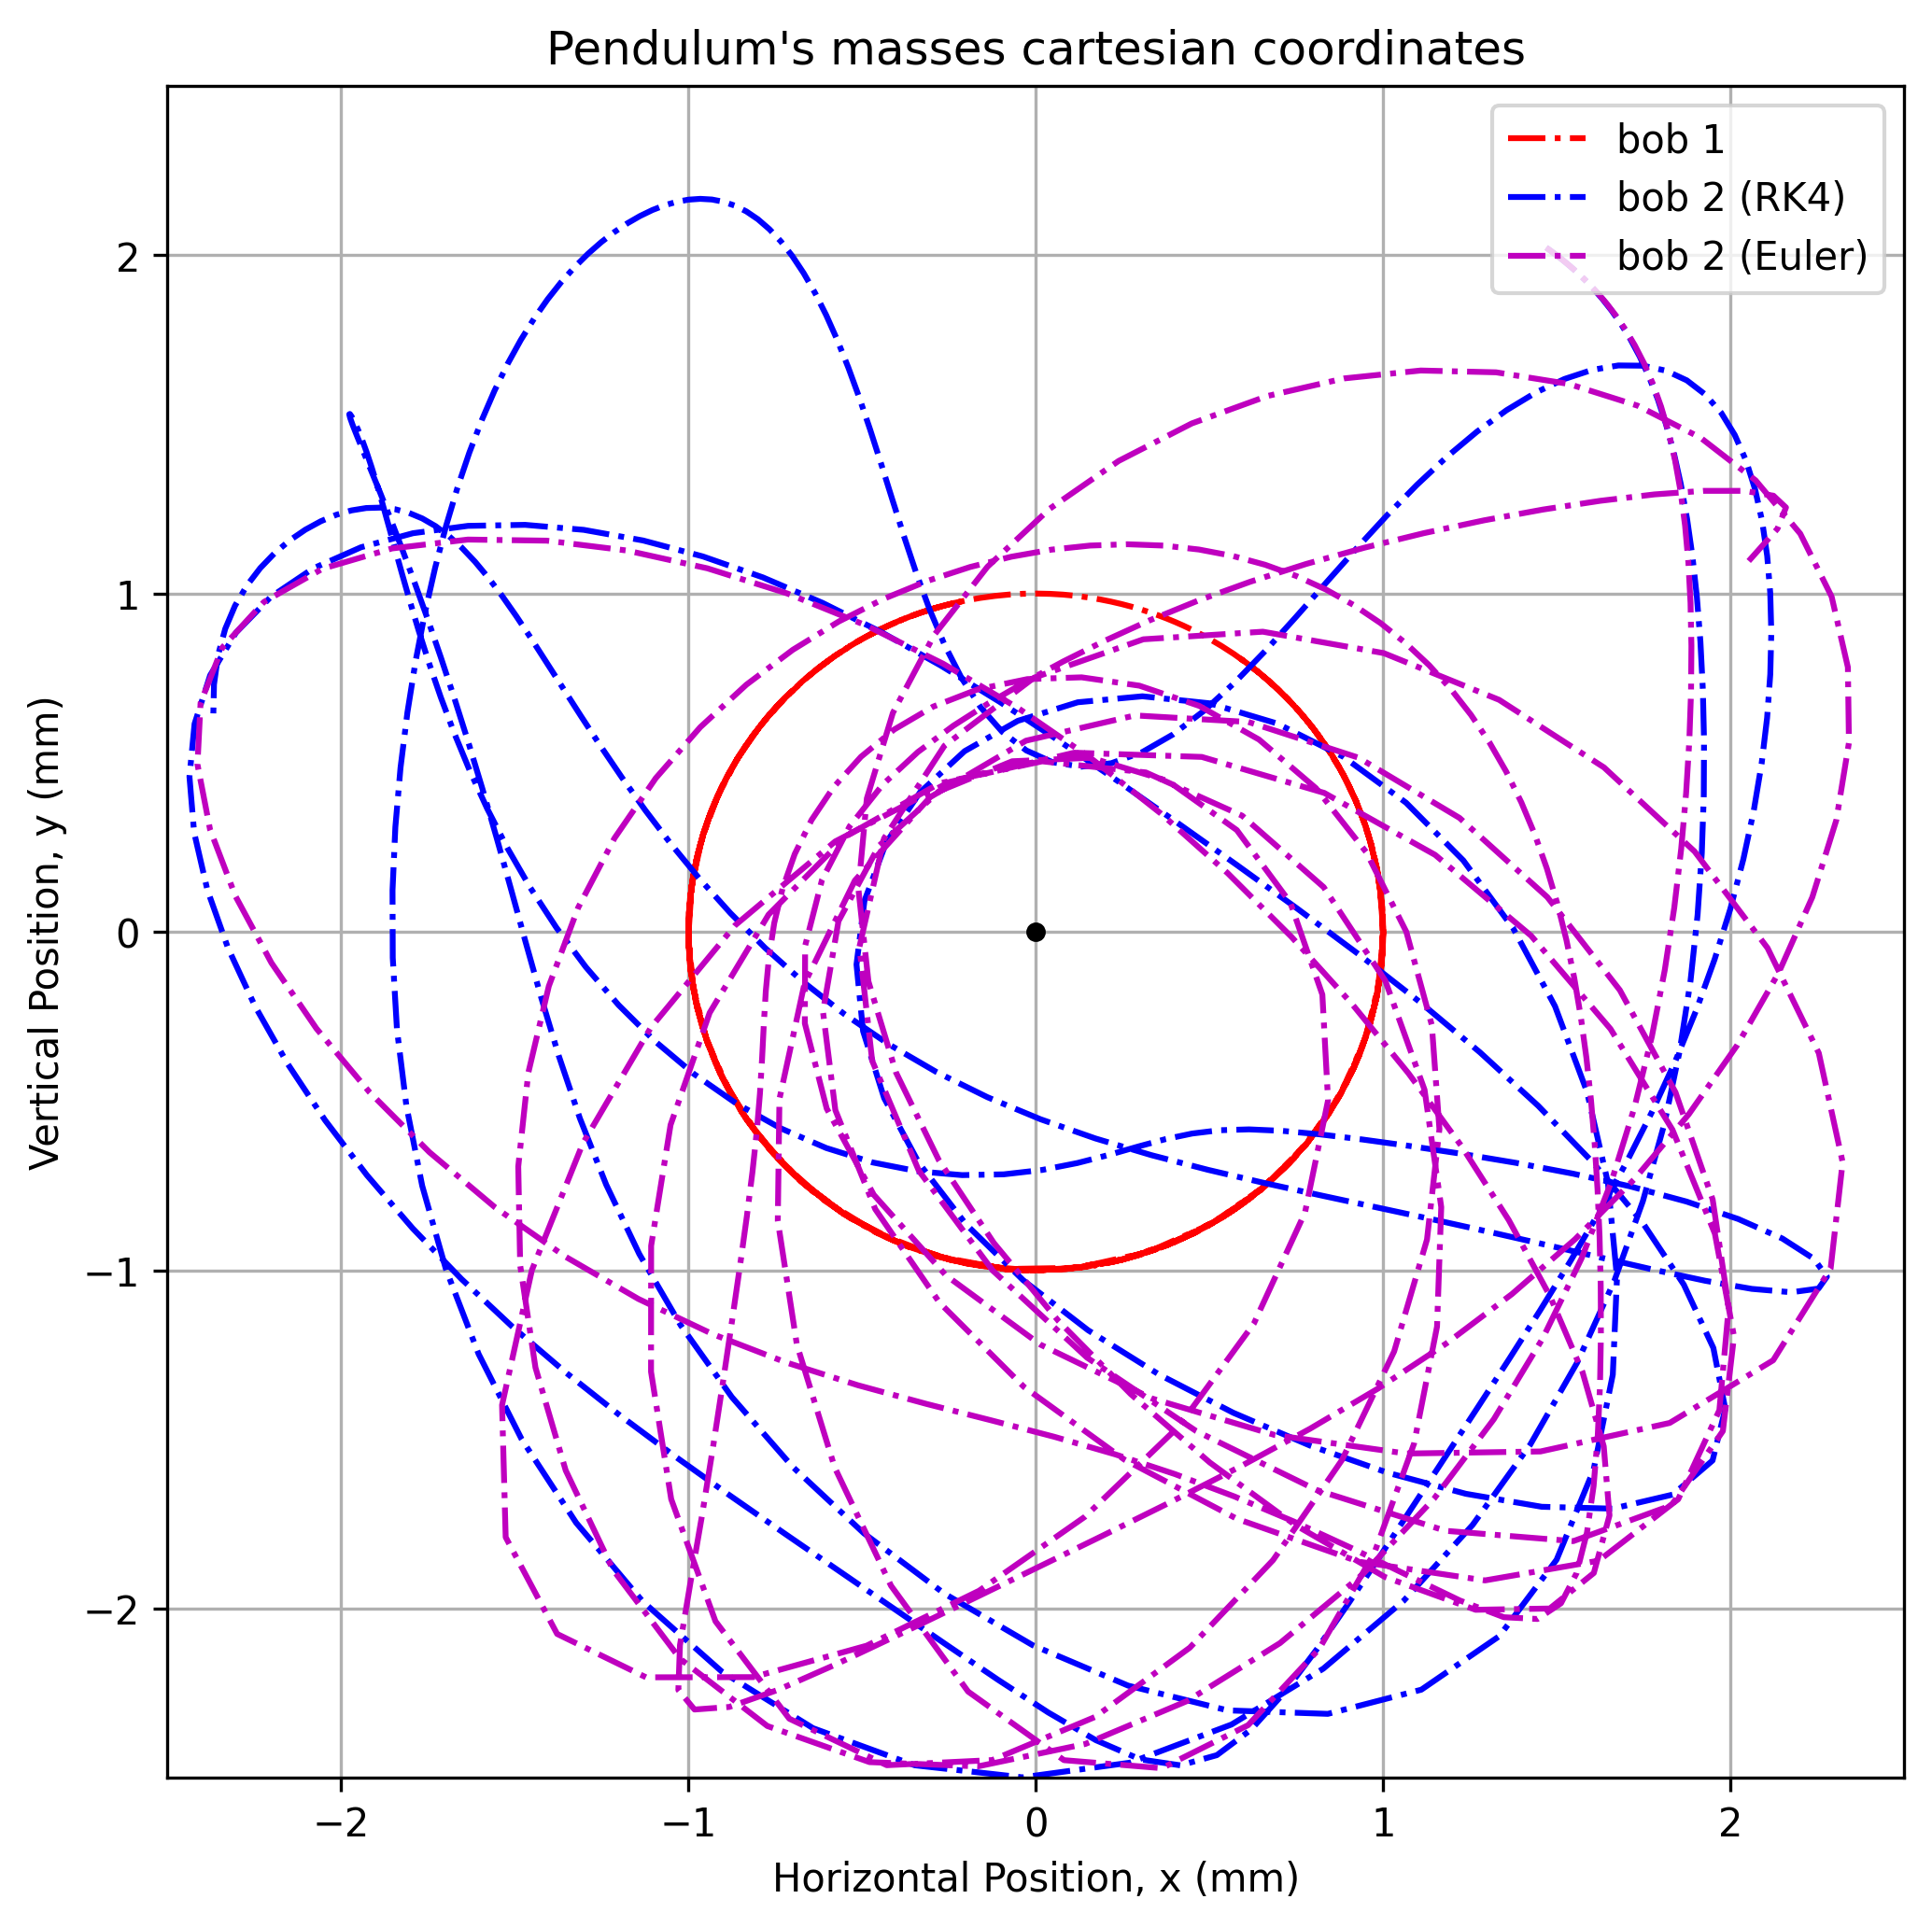 Pendulum's masses cartesian coordinates
bob 1
bob 2 (RK4)
bob 2 (Euler)
Vertical Position, y (mm)
2
1
0
−1
−2
−2 −1 0 1 2
Horizontal Position, x (mm)